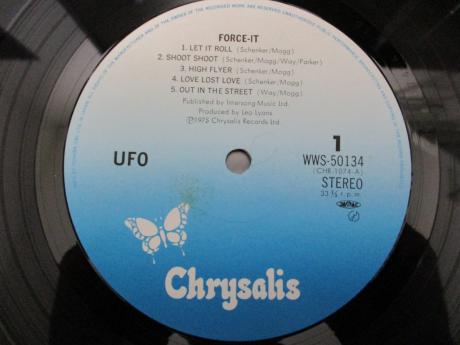 FORCE-IT
1. LET IT ROLL (Schenker/Mogg)
2. SHOOT SHOOT (Schenker/Mogg/Way/Parker)
3. HIGH FLYER (Schenker/Mogg)
4. LOVE LOST LOVE (Schenker/Mogg)
5. OUT IN THE STREET (Way/Mogg)
Published by Intersong Music Ltd.
Produced by Leo Lyons
℗1975 Chrysalis Records Ltd
UFO
1
WWS-50134
(CHR-1074-A)
STEREO
33 ⅓ r.p.m.
Chrysalis